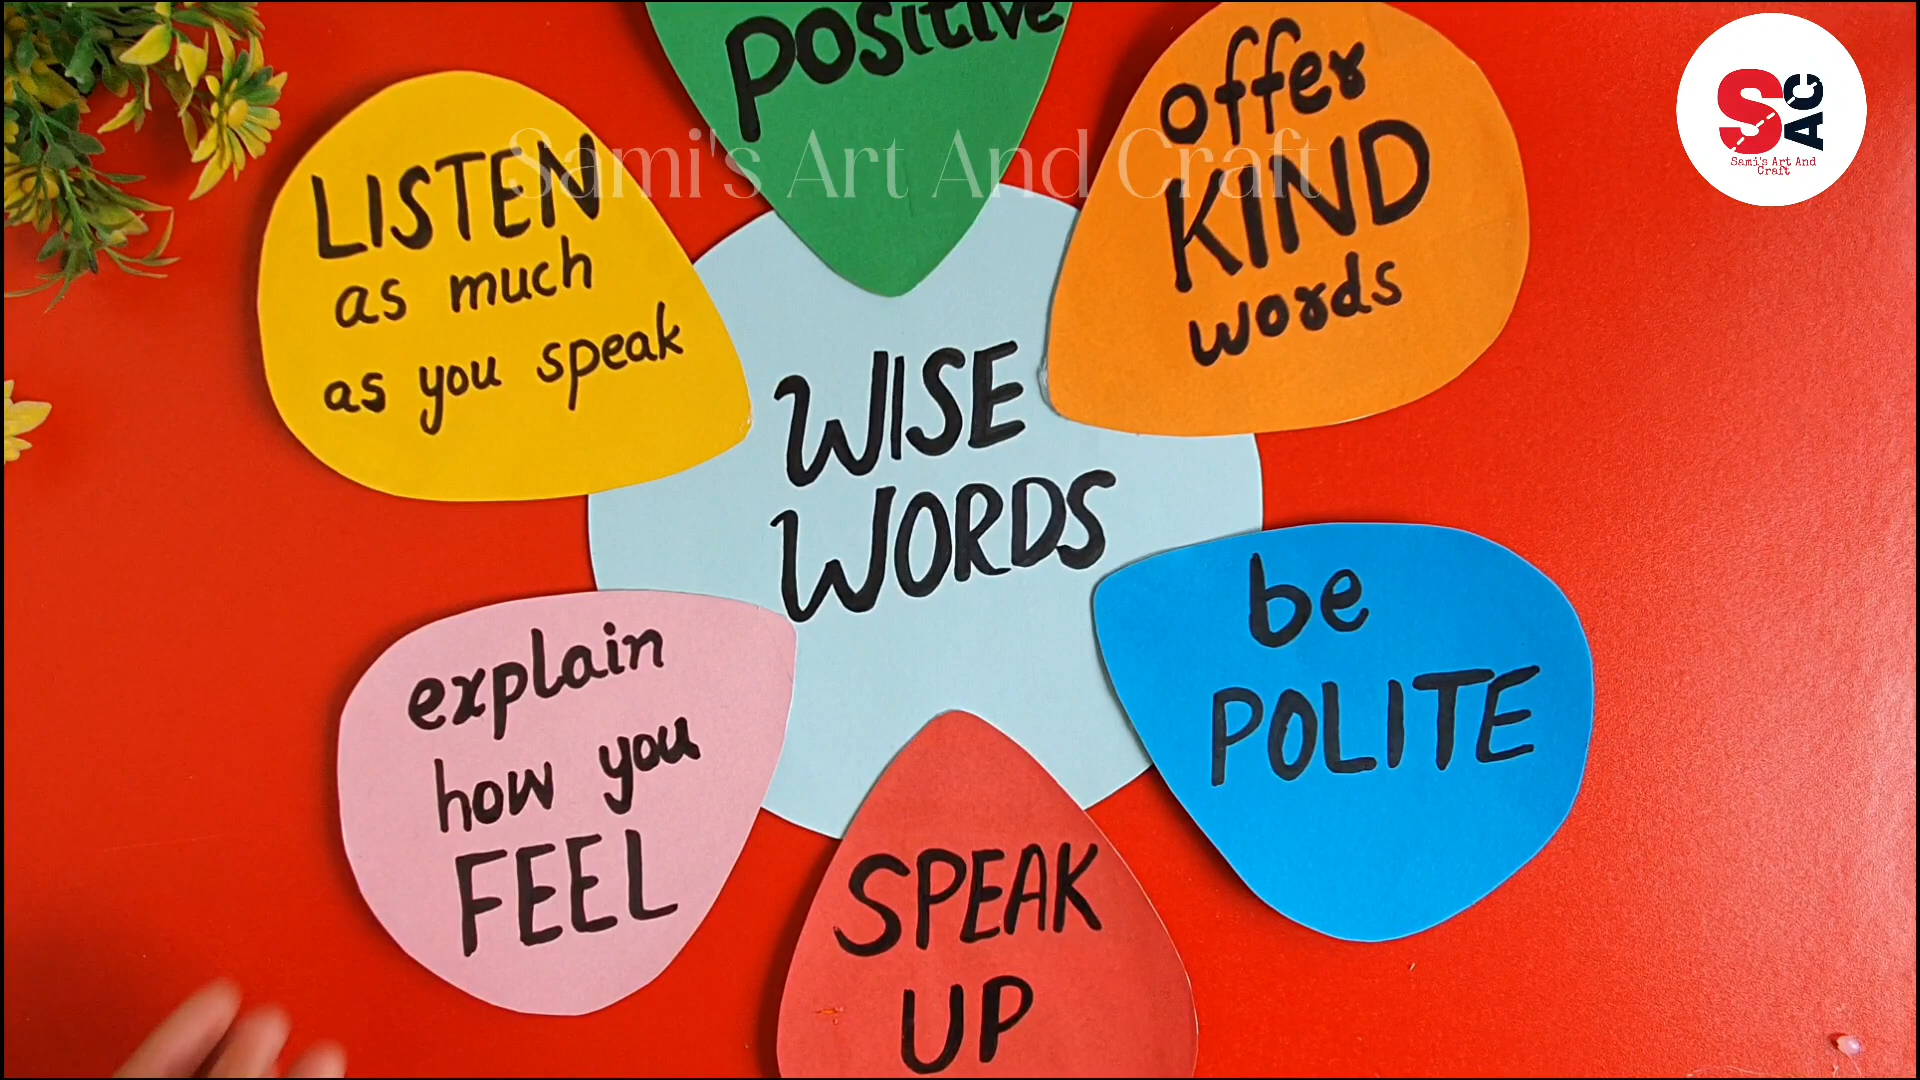 positive
offer
KIND
words
LISTEN
as much
as you speak
WISE
WORDS
be
POLITE
explain
how you
FEEL
SPEAK
UP
Sami's Art And Craft
SAC
Sami's Art And
Craft